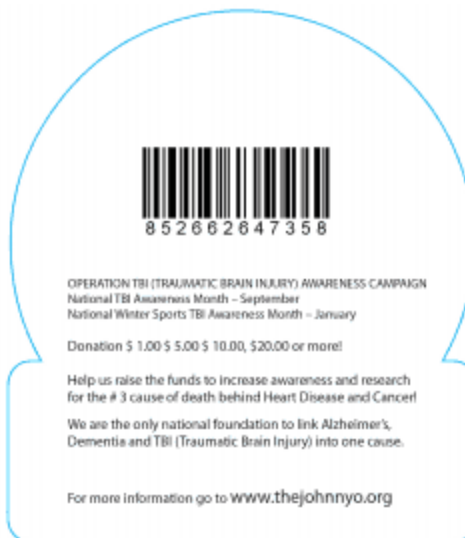 852662647358
OPERATION TBI (TRAUMATIC BRAIN INJURY) AWARENESS CAMPAIGN
National TBI Awareness Month – September
National Winter Sports TBI Awareness Month – January
Donation $ 1.00 $ 5.00 $ 10.00, $20.00 or more!
Help us raise the funds to increase awareness and research
for the # 3 cause of death behind Heart Disease and Cancer!
We are the only national foundation to link Alzheimer's,
Dementia and TBI (Traumatic Brain Injury) into one cause.
For more information go to www.thejohnnyo.org